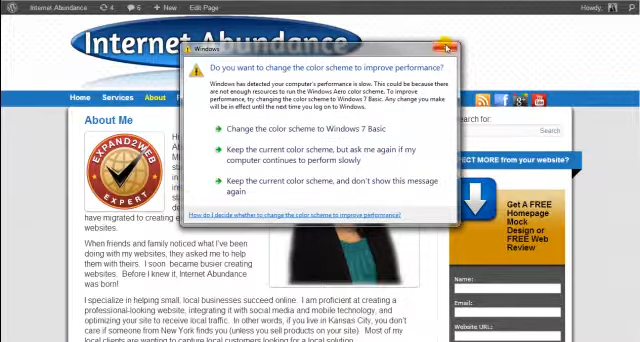 Internet Abundance 4 6 + New Edit Page Howdy,
Internet Abundance
Windows
Do you want to change the color scheme to improve performance?
Windows has detected your computer's performance is slow. This could be because there
are not enough resources to run the Windows Aero color scheme. To improve
performance, try changing the color scheme to Windows 7 Basic. Any change you make
will be in effect until the next time you log on to Windows.
Change the color scheme to Windows 7 Basic
Keep the current color scheme, but ask me again if my
computer continues to perform slowly
Keep the current color scheme, and don't show this message
again
How do I decide whether to change the color scheme to improve performance?
Home Services About
About Me
EXPAND2WEB
EXPERT
have migrated to creating
websites.
When friends and family noticed what I've been
doing with my websites, they asked me to help
them with theirs. I soon became busier creating
websites. Before I knew it, Internet Abundance
was born!
I specialize in helping small, local businesses succeed online. I am proficient at creating a
professional-looking website, integrating it with social media and mobile technology, and
optimizing your site to receive local traffic. In other words, if you live in Kansas City, you don't
care if someone from New York finds you (unless you sell products on your site). Most of my
local clients are wanting to capture local customers looking for a local solution.
You Tube
earch for:
Search
PECT MORE from your website?
Get A FREE
Homepage
Mock
Design or
FREE Web
Review
Name:
Email:
Website URL: